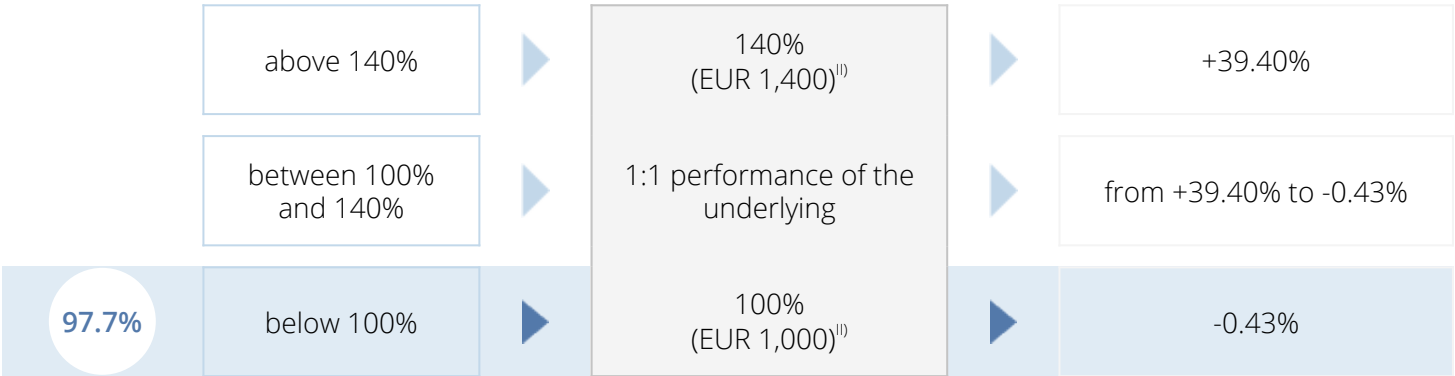 above 140%
140%
(EUR 1,400)II)
+39.40%
between 100%
and 140%
1:1 performance of the
underlying
from +39.40% to -0.43%
97.7%
below 100%
100%
(EUR 1,000)II)
-0.43%